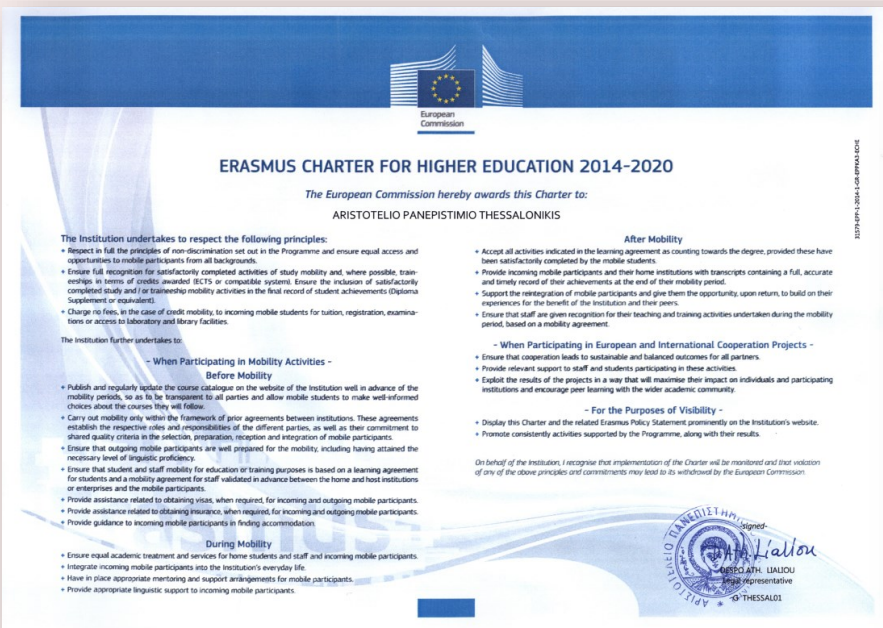 European
Commission
ERASMUS CHARTER FOR HIGHER EDUCATION 2014-2020
The European Commission hereby awards this Charter to:
ARISTOTELIO PANEPISTIMIO THESSALONIKIS
The Institution undertakes to respect the following principles:
+ Respect in full the principles of non-discrimination set out in the Programme and ensure equal access and
opportunities to mobile participants from all backgrounds.
+ Ensure full recognition for satisfactorily completed activities of study mobility and, where possible, train-
eeships in terms of credits awarded (ECTS or compatible system). Ensure the inclusion of satisfactorily
completed study and / or traineeship mobility activities in the final record of student achievements (Diploma
Supplement or equivalent).
+ Charge no fees, in the case of credit mobility, to incoming mobile students for tuition, registration, examina-
tions or access to laboratory and library facilities.
The Institution further undertakes to:
- When Participating in Mobility Activities -
Before Mobility
+ Publish and regularly update the course catalogue on the website of the Institution well in advance of the
mobility periods, so as to be transparent to all parties and allow mobile students to make well-informed
choices about the courses they will follow.
+ Carry out mobility only within the framework of prior agreements between institutions. These agreements
establish the respective roles and responsibilities of the different parties, as well as their commitment to
shared quality criteria in the selection, preparation, reception and integration of mobile participants.
+ Ensure that outgoing mobile participants are well prepared for the mobility, including having attained the
necessary level of linguistic proficiency.
+ Ensure that student and staff mobility for education or training purposes is based on a learning agreement
for students and a mobility agreement for staff validated in advance between the home and host institutions
or enterprises and the mobile participants.
+ Provide assistance related to obtaining visas, when required, for incoming and outgoing mobile participants.
+ Provide assistance related to obtaining insurance, when required, for incoming and outgoing mobile participants.
+ Provide guidance to incoming mobile participants in finding accommodation.
During Mobility
+ Ensure equal academic treatment and services for home students and staff and incoming mobile participants.
+ Integrate incoming mobile participants into the Institution's everyday life.
+ Have in place appropriate mentoring and support arrangements for mobile participants.
+ Provide appropriate linguistic support to incoming mobile participants.
After Mobility
+ Accept all activities indicated in the learning agreement as counting towards the degree, provided these have
been satisfactorily completed by the mobile students.
+ Provide incoming mobile participants and their home institutions with transcripts containing a full, accurate
and timely record of their achievements at the end of their mobility period.
+ Support the reintegration of mobile participants and give them the opportunity, upon return, to build on their
experiences for the benefit of the Institution and their peers.
+ Ensure that staff are given recognition for their teaching and training activities undertaken during the mobility
period, based on a mobility agreement.
- When Participating in European and International Cooperation Projects -
+ Ensure that cooperation leads to sustainable and balanced outcomes for all partners.
+ Provide relevant support to staff and students participating in these activities.
+ Exploit the results of the projects in a way that will maximise their impact on individuals and participating
institutions and encourage peer learning with the wider academic community.
- For the Purposes of Visibility -
+ Display this Charter and the related Erasmus Policy Statement prominently on the Institution's website.
+ Promote consistently activities supported by the Programme, along with their results.
On behalf of the Institution, I recognise that implementation of the Charter will be monitored and that violation
of any of the above principles and commitments may lead to its withdrawal by the European Commission.
-signed-
Ath. Lialiou
DESPO ATH. LIALIOU
Legal representative
G THESSAL01
ΑΡΙΣΤΟΤΕΛΕΙΟ ΠΑΝΕΠΙΣΤΗΜ
31579-EPP-1-2014-1-GR-EPPKA3-ECHE
erasmus